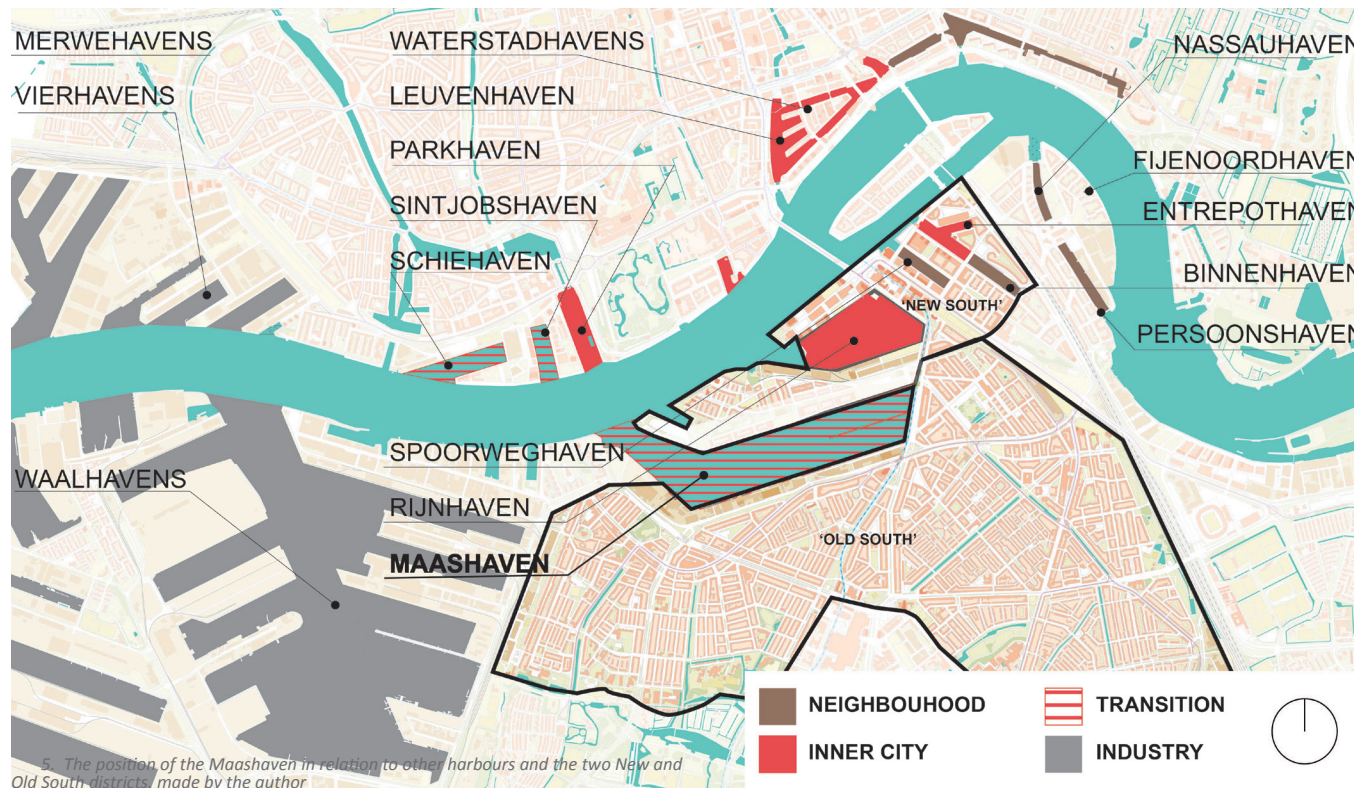 MERWEHAVENS
VIERHAVENS
WATERSTADHAVENS
LEUVENHAVEN
PARKHAVEN
SINTJOBSHAVEN
SCHIEHAVEN
NASSAUHAVEN
FIJENOORDHAVEN
ENTREPOTHAVEN
BINNENHAVEN
PERSOONSHAVEN
'NEW SOUTH'
WAALHAVENS
SPOORWEGHAVEN
RIJNHAVEN
MAASHAVEN
'OLD SOUTH'
NEIGHBOUHOOD
TRANSITION
INNER CITY
INDUSTRY
5. The position of the Maashaven in relation to other harbours and the two New and
Old South districts, made by the author